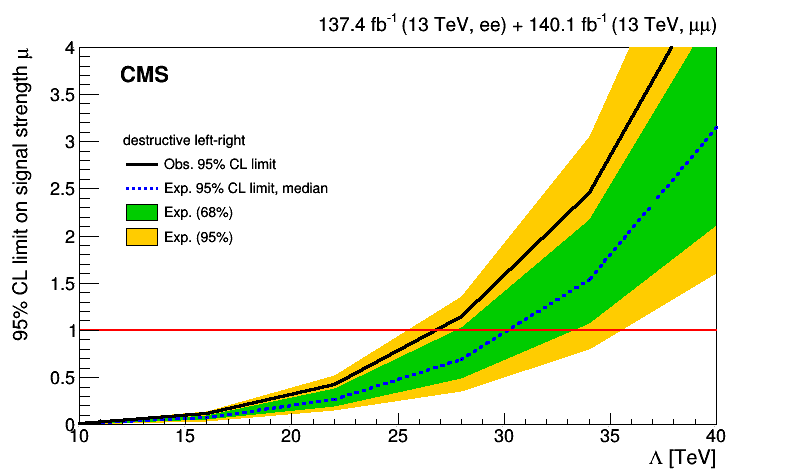 137.4 fb⁻¹ (13 TeV, ee) + 140.1 fb⁻¹ (13 TeV, μμ)
95% CL limit on signal strength μ
4
3.5
3
2.5
2
1.5
1
0.5
0
CMS
destructive left-right
Obs. 95% CL limit
Exp. 95% CL limit, median
Exp. (68%)
Exp. (95%)
10 15 20 25 30 35 40
Λ [TeV]